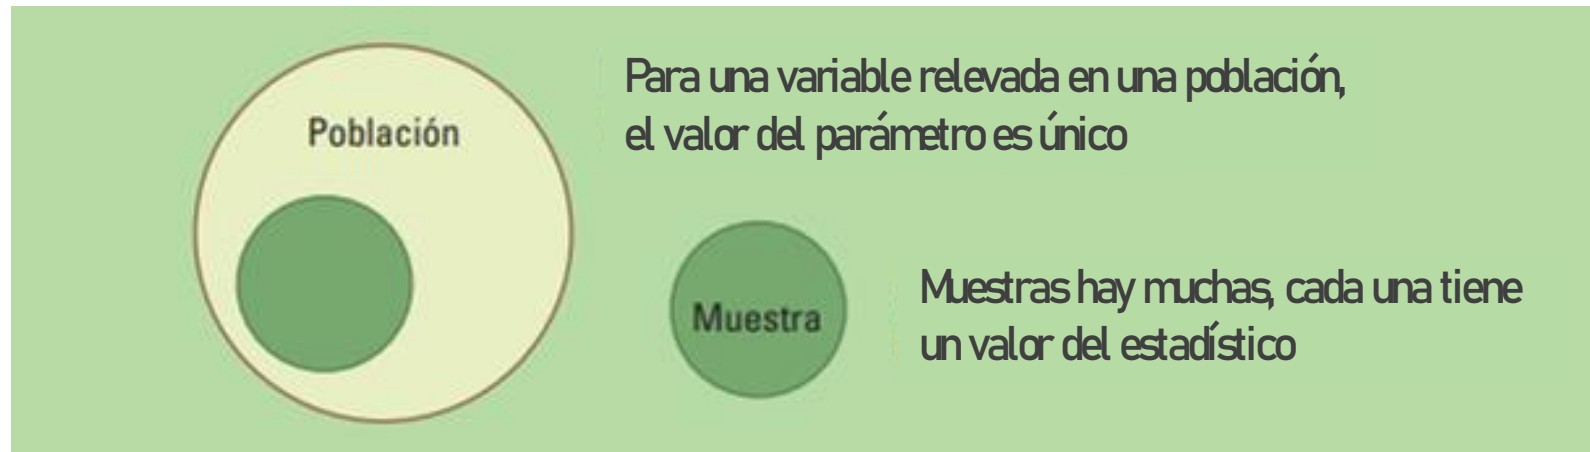 Población
Para una variable relevada en una población,
el valor del parámetro es único
Muestra
Muestras hay muchas, cada una tiene
un valor del estadístico